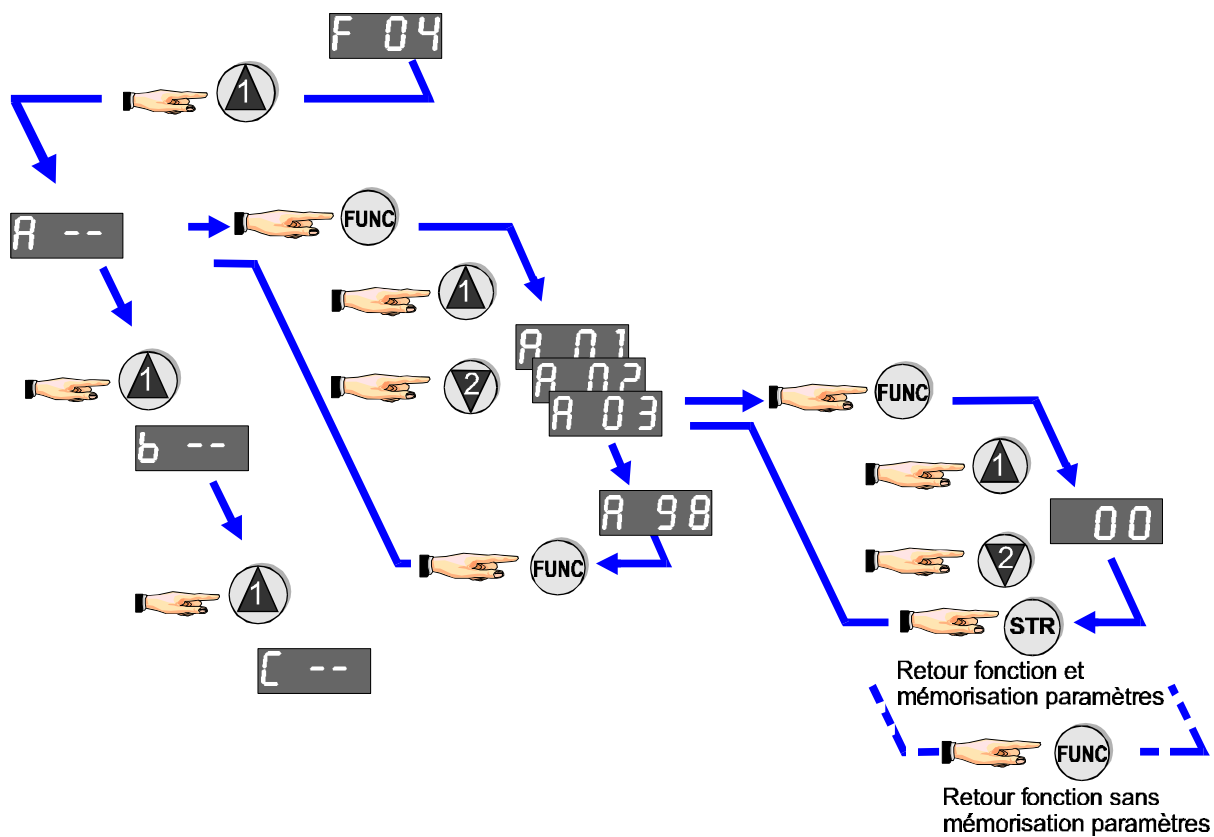 F 04
1
A --
FUNC
1
A 01
2
A 02
A 03
FUNC
1
b --
1
A 98
00
FUNC
2
1
STR
C --
Retour fonction et
mémorisation paramètres
FUNC
Retour fonction sans
mémorisation paramètres